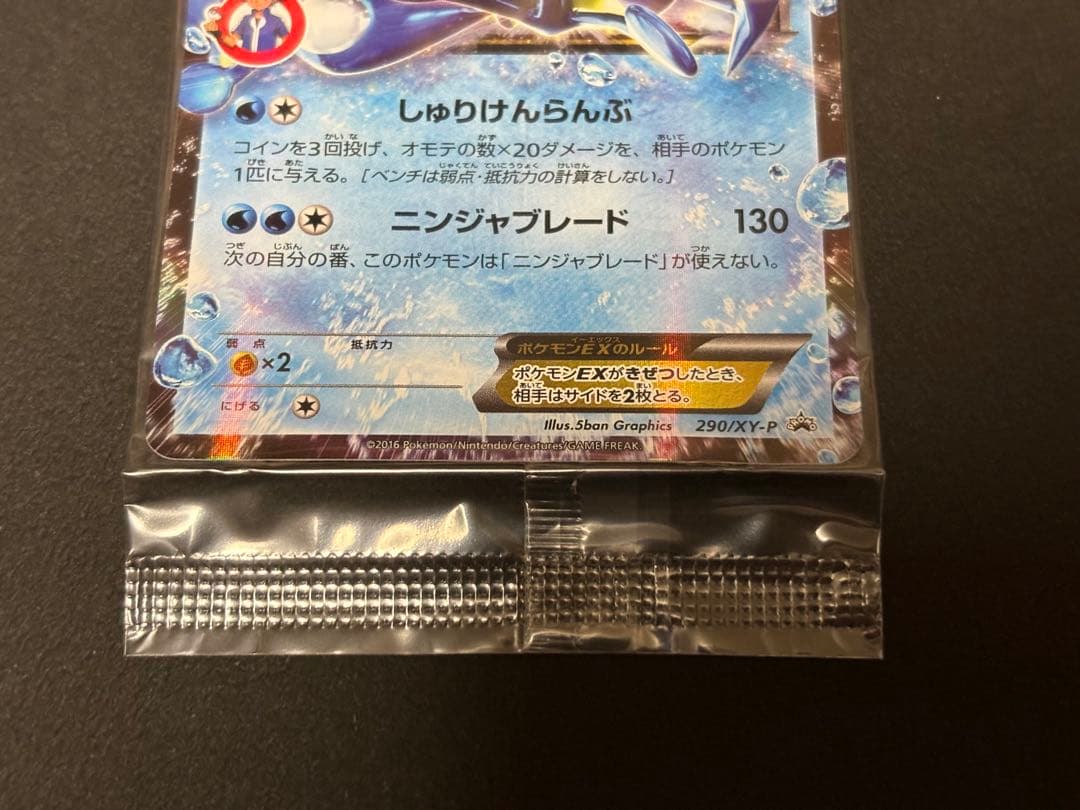 しゅりけんらんぶ
コインを3回投げ、オモテの数×20ダメージを、相手のポケモン
1匹に与える。[ベンチは弱点・抵抗力の計算をしない。]
ニンジャブレード 130
次の自分の番、このポケモンは「ニンジャブレード」が使えない。
弱点 抵抗力
×2
にげる
ポケモンEXのルール
ポケモンEXがきぜつしたとき、
相手はサイドを2枚とる。
Illus.5ban Graphics 290/XY-P
©2016 Pokémon/Nintendo/Creatures/GAME FREAK.